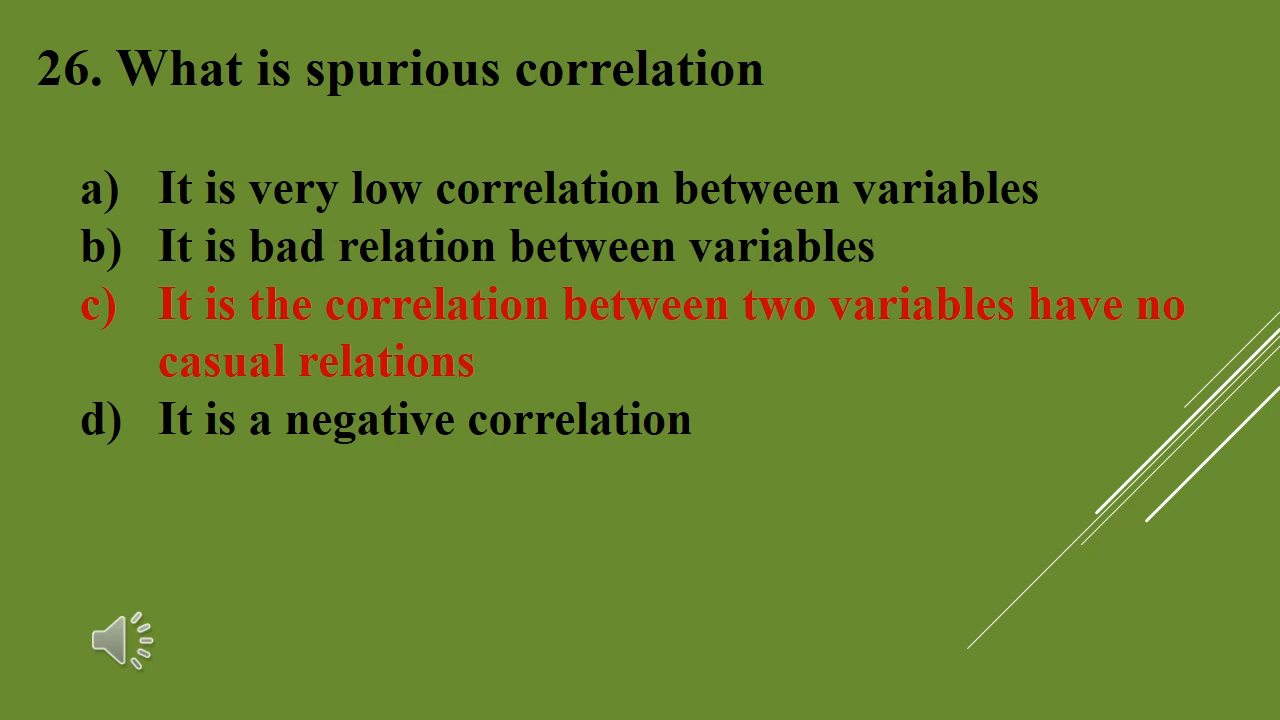 26. What is spurious correlation
a) It is very low correlation between variables
b) It is bad relation between variables
c) It is the correlation between two variables have no
casual relations
d) It is a negative correlation